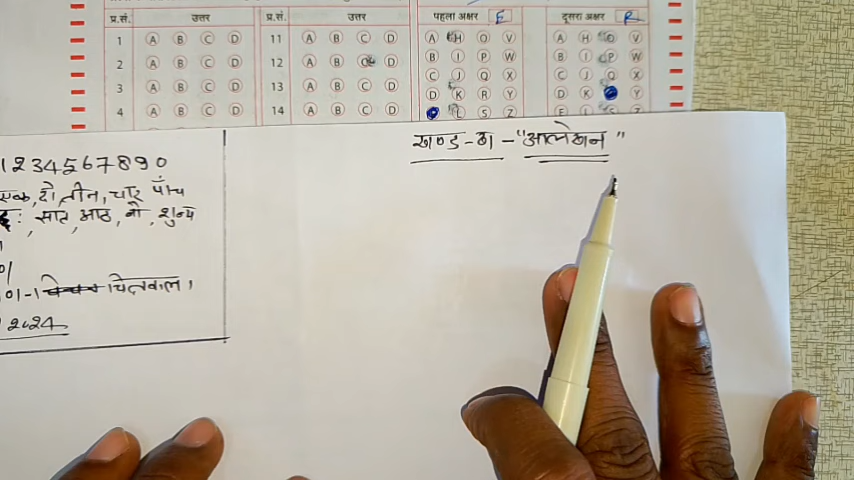 प्र.सं. उत्तर प्र.सं. उत्तर पहला अक्षर E दूसरा अक्षर R
1 A B C D 11 A B C D A H O V A H O V
2 A B C D 12 A B C D B I P W B I P W
3 A B C D 13 A B C D C J Q X C J Q X
4 A B C D 14 A B C D D K R Y D K Y
L S Z E L S Z
खण्ड-ग-"आलेखन"
1234567890
एक, दो, तीन, चार पाँच
सात, आठ, नौ, शून्य
2024